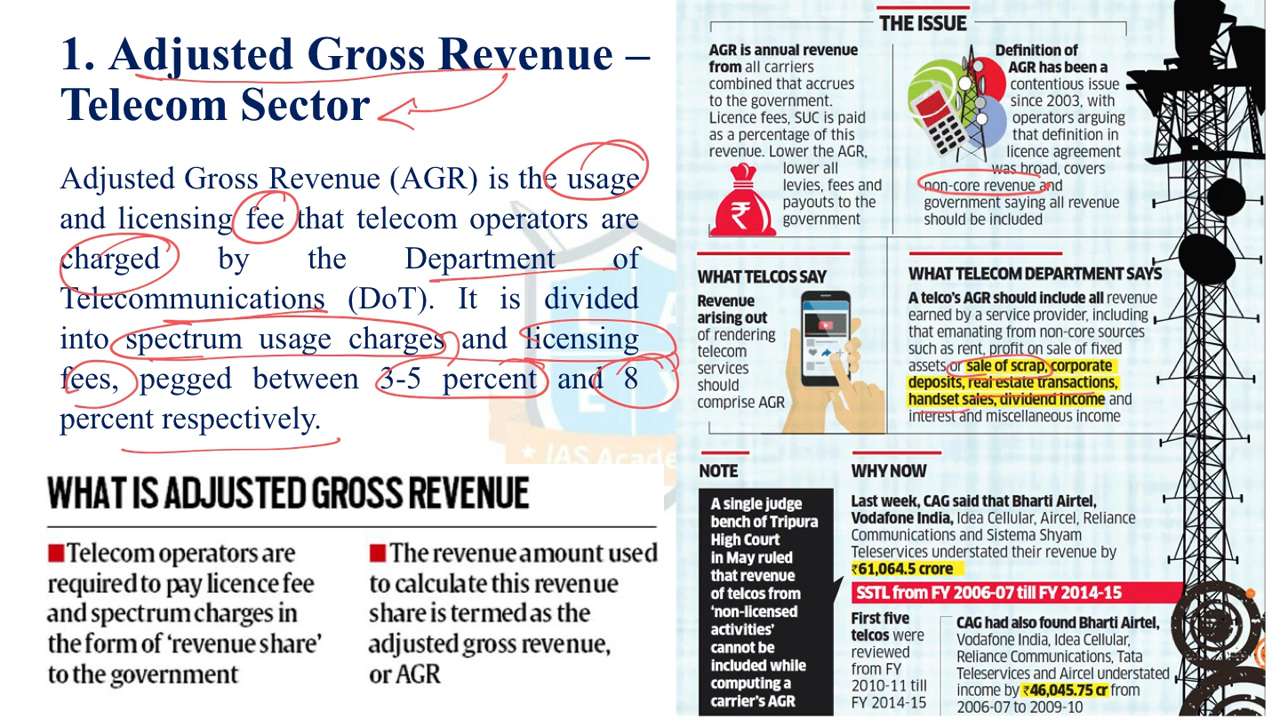 1. Adjusted Gross Revenue –
Telecom Sector
Adjusted Gross Revenue (AGR) is the usage
and licensing fee that telecom operators are
charged by the Department of
Telecommunications (DoT). It is divided
into spectrum usage charges and licensing
fees, pegged between 3-5 percent and 8
percent respectively.
IAS Acade
WHAT IS ADJUSTED GROSS REVENUE
Telecom operators are
required to pay licence fee
and spectrum charges in
the form of ‘revenue share’
to the government
The revenue amount used
to calculate this revenue
share is termed as the
adjusted gross revenue,
or AGR
THE ISSUE
AGR is annual revenue
from all carriers
combined that accrues
to the government.
Licence fees, SUC is paid
as a percentage of this
revenue. Lower the AGR,
lower all
levies, fees and
payouts to the
government
₹
Definition of
AGR has been a
contentious issue
since 2003, with
operators arguing
that definition in
licence agreement
was broad, covers
non-core revenue and
government saying all revenue
should be included
WHAT TELCOS SAY
Revenue
arising out
of rendering
telecom
services
should
comprise AGR
WHAT TELECOM DEPARTMENT SAYS
A telco’s AGR should include all revenue
earned by a service provider, including
that emanating from non-core sources
such as rent, profit on sale of fixed
assets or sale of scrap, corporate
deposits, real estate transactions,
handset sales, dividend income and
interest and miscellaneous income
NOTE
A single judge
bench of Tripura
High Court
in May ruled
that revenue
of telcos from
‘non-licensed
activities’
cannot be
included while
computing a
carrier’s AGR
WHY NOW
Last week, CAG said that Bharti Airtel,
Vodafone India, Idea Cellular, Aircel, Reliance
Communications and Sistema Shyam
Teleservices understated their revenue by
₹61,064.5 crore
SSTL from FY 2006-07 till FY 2014-15
First five
telcos were
reviewed
from FY
2010-11 till
FY 2014-15
CAG had also found Bharti Airtel,
Vodafone India, Idea Cellular,
Reliance Communications, Tata
Teleservices and Aircel understated
income by ₹46,045.75 cr from
2006-07 to 2009-10